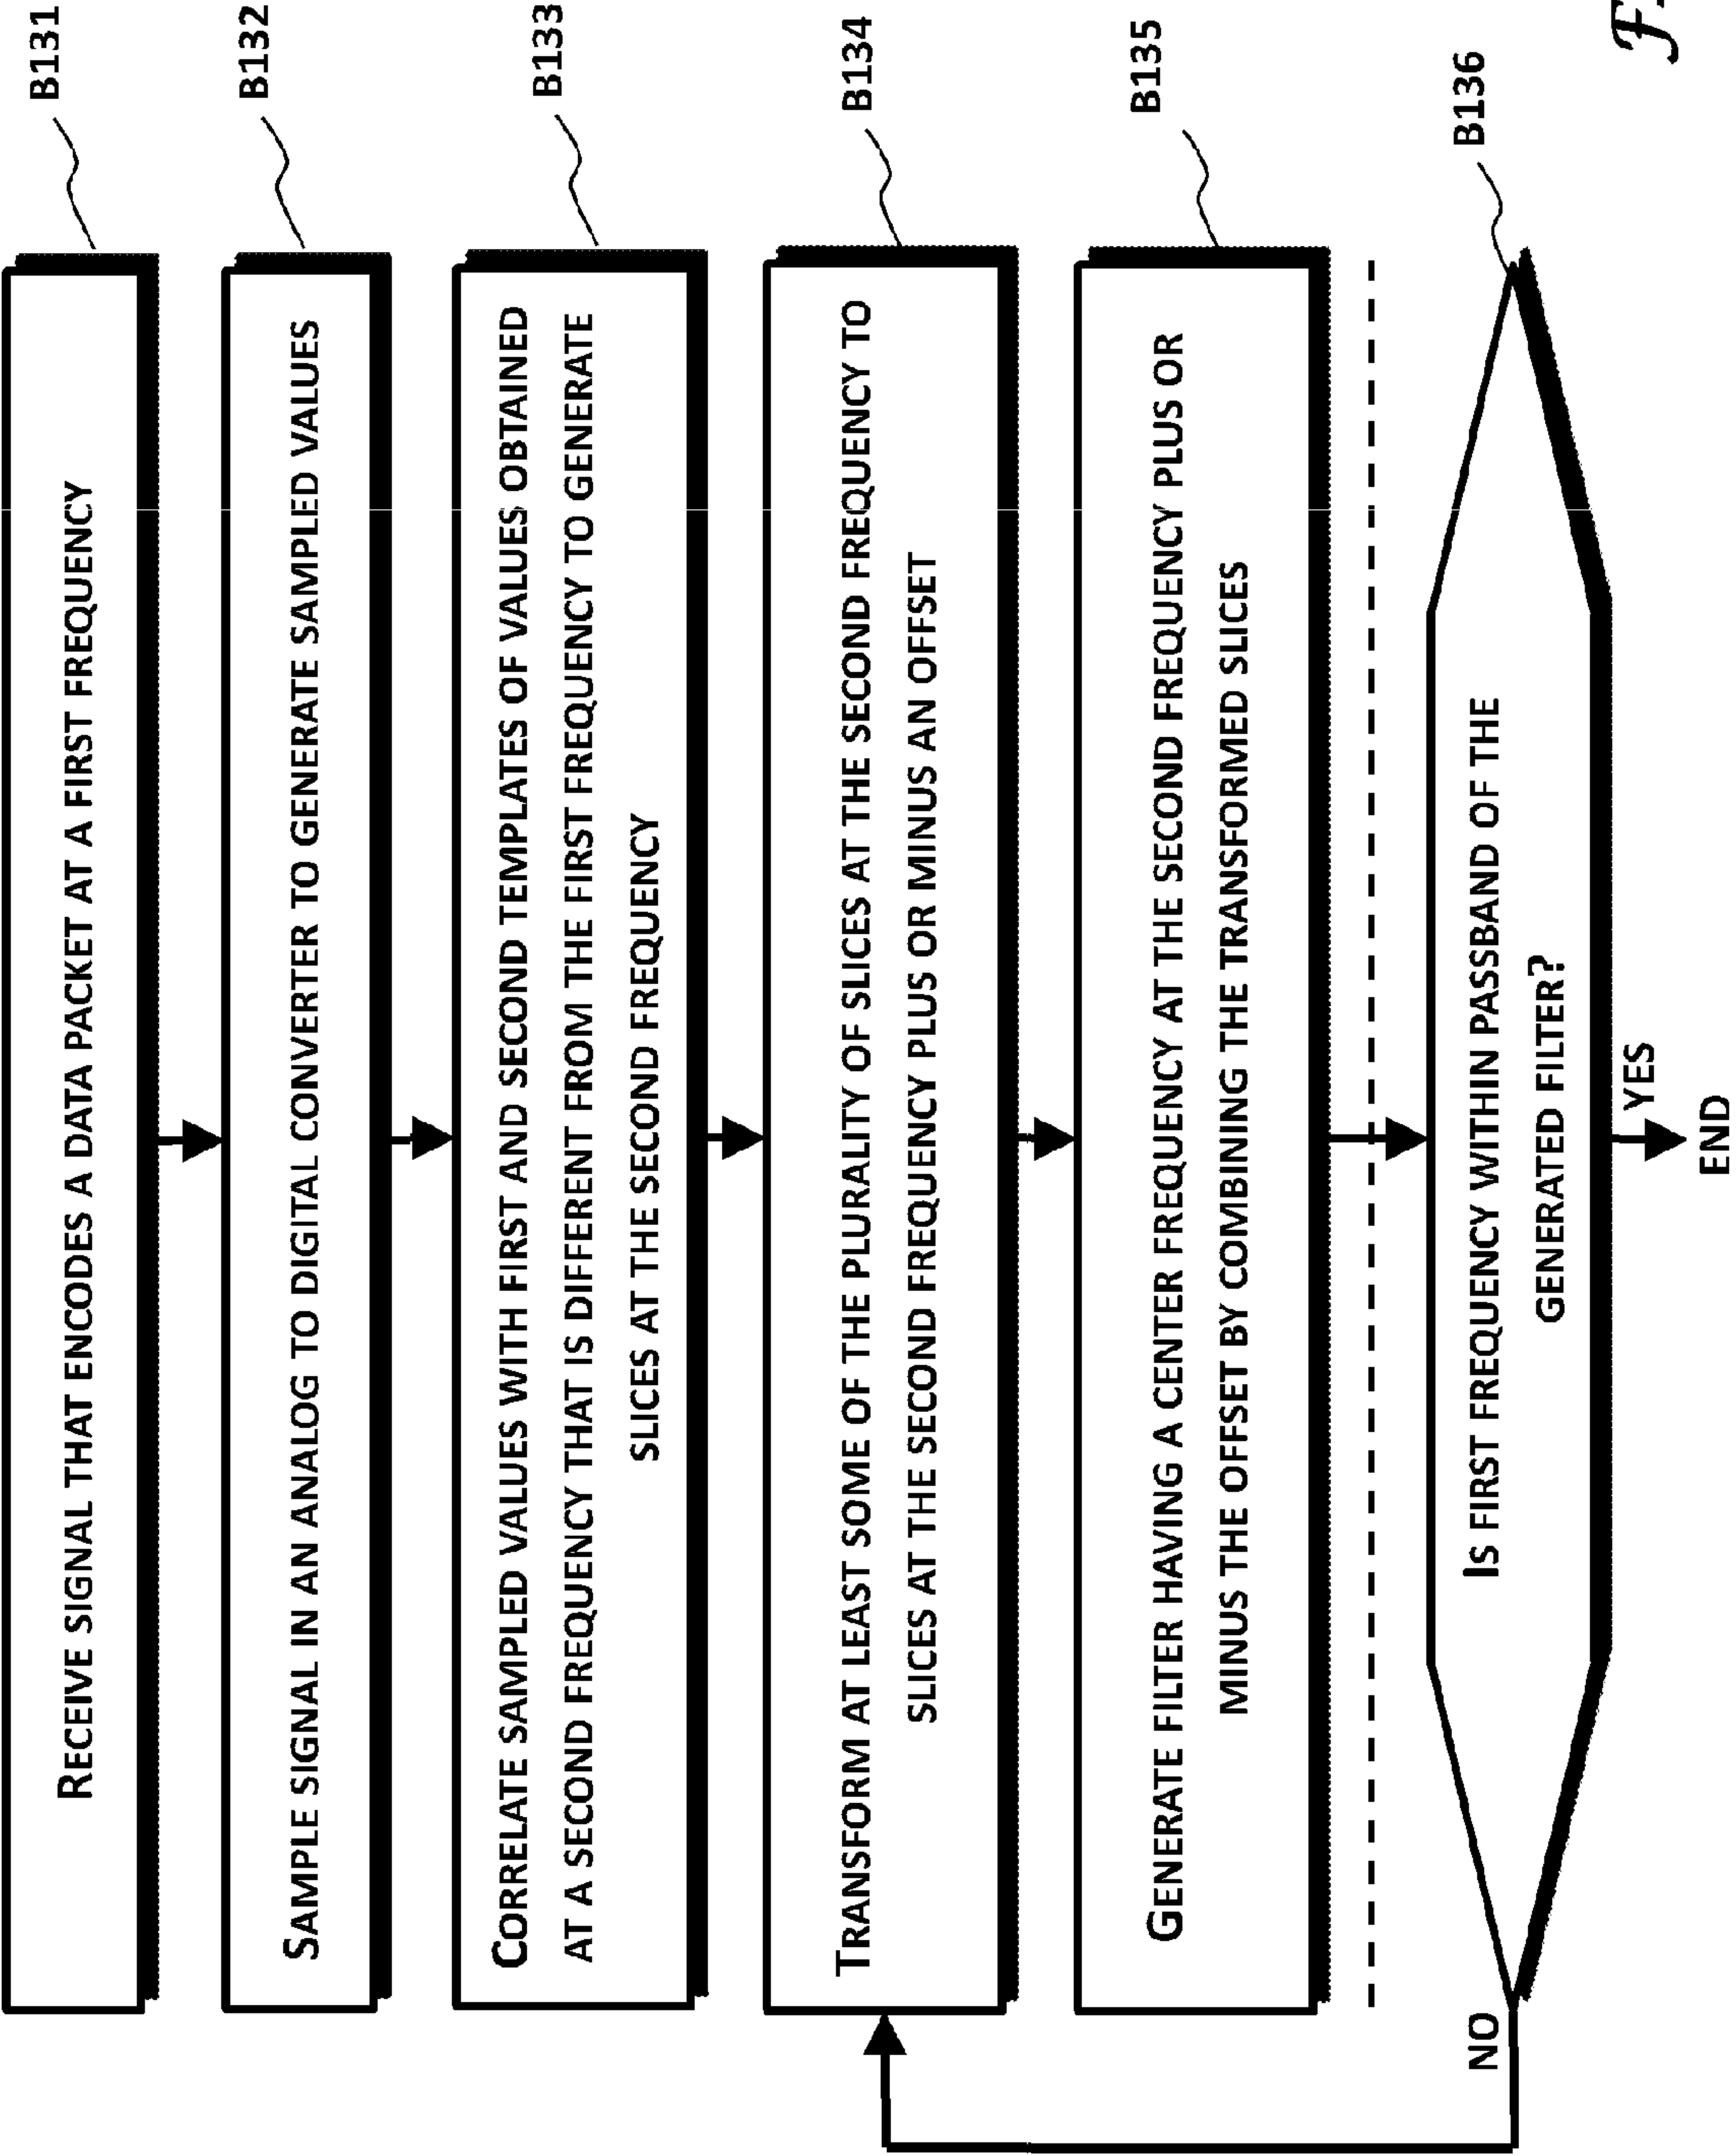 B131
RECEIVE SIGNAL THAT ENCODES A DATA PACKET AT A FIRST FREQUENCY
B132
SAMPLE SIGNAL IN AN ANALOG TO DIGITAL CONVERTER TO GENERATE SAMPLED VALUES
B133
CORRELATE SAMPLED VALUES WITH FIRST AND SECOND TEMPLATES OF VALUES OBTAINED
AT A SECOND FREQUENCY THAT IS DIFFERENT FROM THE FIRST FREQUENCY TO GENERATE
SLICES AT THE SECOND FREQUENCY
B134
TRANSFORM AT LEAST SOME OF THE PLURALITY OF SLICES AT THE SECOND FREQUENCY TO
SLICES AT THE SECOND FREQUENCY PLUS OR MINUS AN OFFSET
B135
GENERATE FILTER HAVING A CENTER FREQUENCY AT THE SECOND FREQUENCY PLUS OR
MINUS THE OFFSET BY COMBINING THE TRANSFORMED SLICES
B136
IS FIRST FREQUENCY WITHIN PASSBAND OF THE
GENERATED FILTER?
NO
YES
END